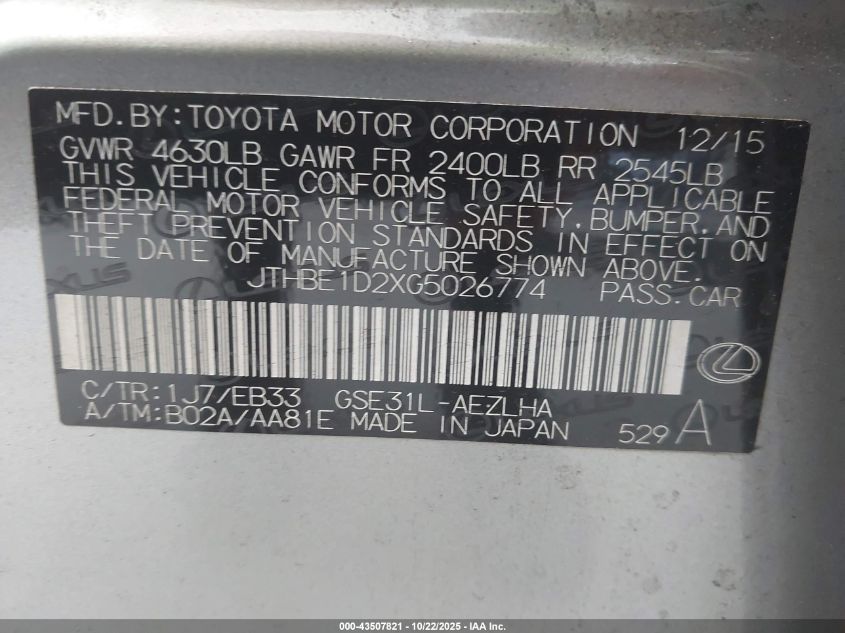 MFD. BY: TOYOTA MOTOR CORPORATION 12/15
GVWR 4630LB GAWR FR 2400LB RR 2545LB
THIS VEHICLE CONFORMS TO ALL APPLICABLE
FEDERAL MOTOR VEHICLE SAFETY, BUMPER, AND
THEFT PREVENTION STANDARDS IN EFFECT ON
THE DATE OF MANUFACTURE SHOWN ABOVE.
JTHBE1D2XG5026774 PASS.CAR
C/TR: 1J7/EB33 GSE31L-AEZLHA
A/TM: B02A/AA81E MADE IN JAPAN 529 A
000-43507821 - 10/22/2025 - IAA Inc.